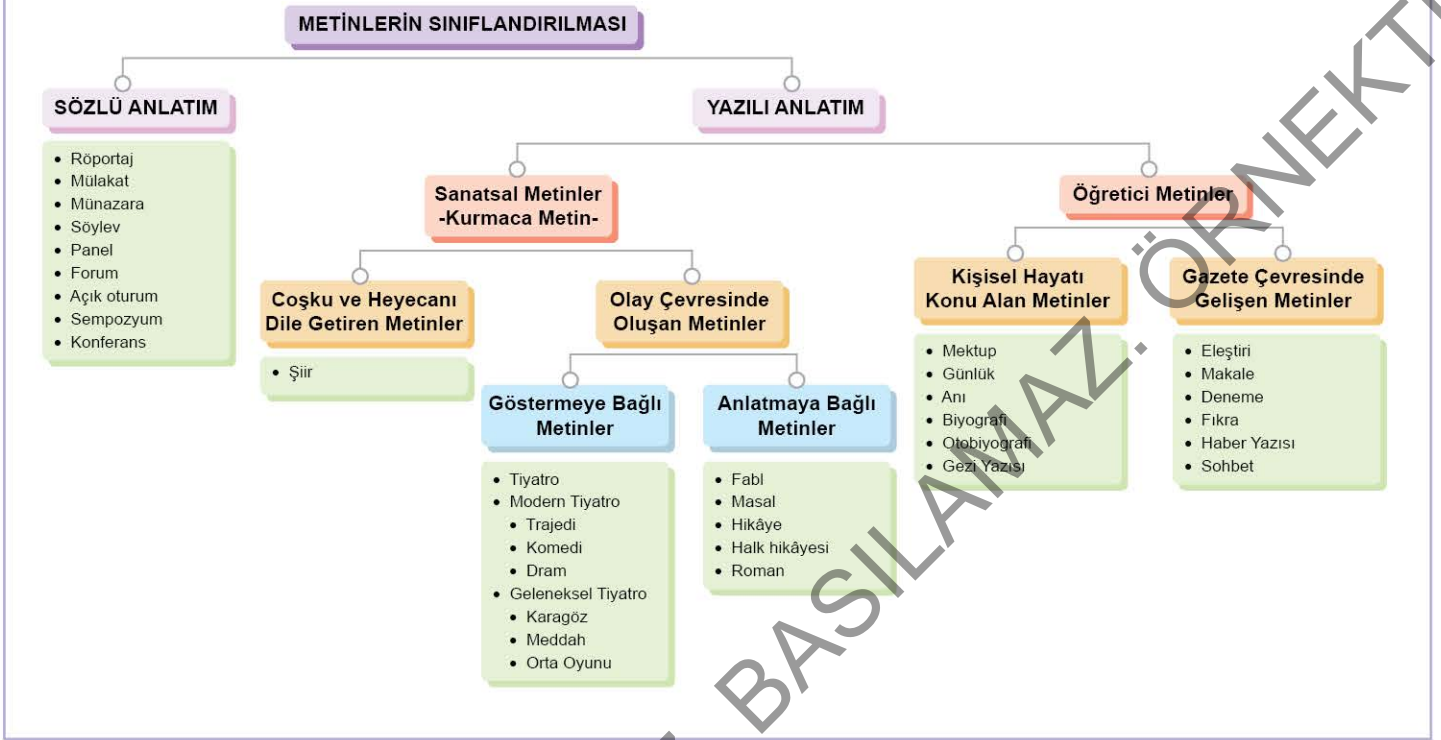 METİNLERİN SINIFLANDIRILMASI
SÖZLÜ ANLATIM
• Röportaj
• Mülakat
• Münazara
• Söylev
• Panel
• Forum
• Açık oturum
• Sempozyum
• Konferans
YAZILI ANLATIM
Sanatsal Metinler
-Kurmaca Metin-
Coşku ve Heyecanı
Dile Getiren Metinler
• Şiir
Olay Çevresinde
Oluşan Metinler
Göstermeye Bağlı
Metinler
• Tiyatro
• Modern Tiyatro
• Trajedi
• Komedi
• Dram
• Geleneksel Tiyatro
• Karagöz
• Meddah
• Orta Oyunu
Anlatmaya Bağlı
Metinler
• Fabl
• Masal
• Hikâye
• Halk hikâyesi
• Roman
Öğretici Metinler
Kişisel Hayatı
Konu Alan Metinler
• Mektup
• Günlük
• Anı
• Biyografi
• Otobiyografi
• Gezi Yazısı
Gazete Çevresinde
Gelişen Metinler
• Eleştiri
• Makale
• Deneme
• Fıkra
• Haber Yazısı
• Sohbet
BASILAMAZ. ÖRNEKTİ